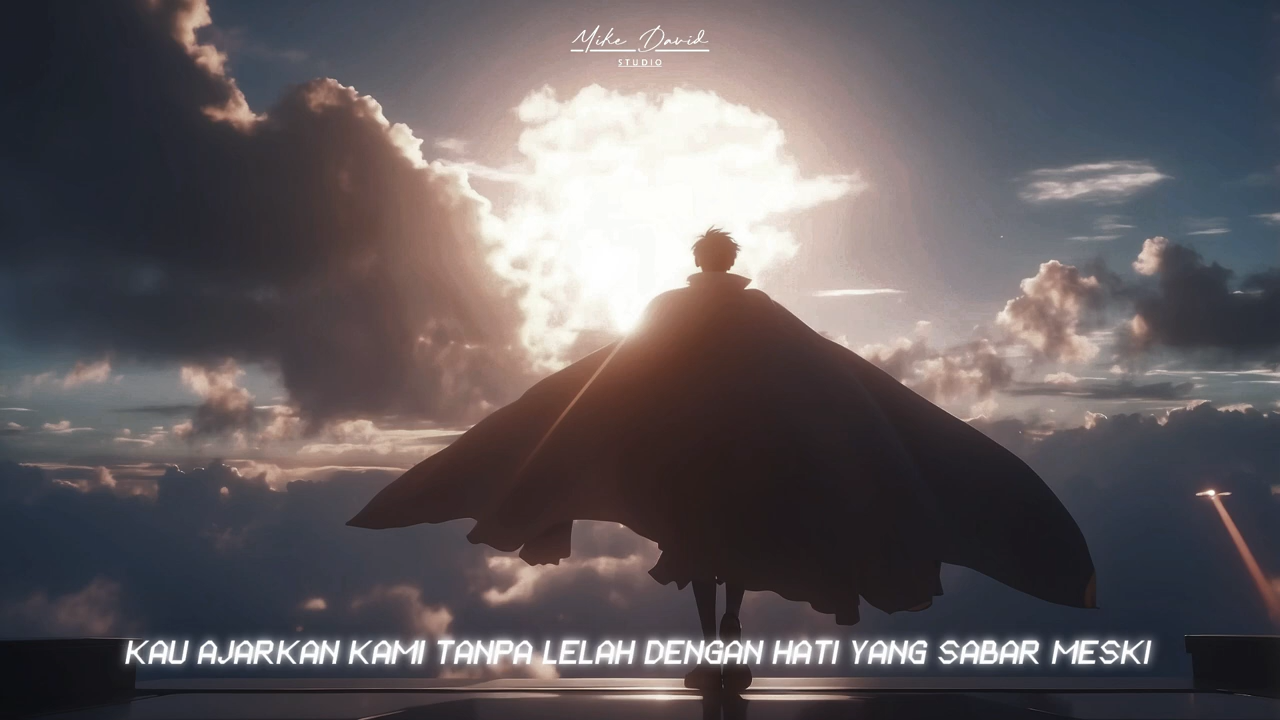 Mike David
STUDIO
KAU AJARKAN KAMI TANPA LELAH DENGAN HATI YANG SABAR MESKI